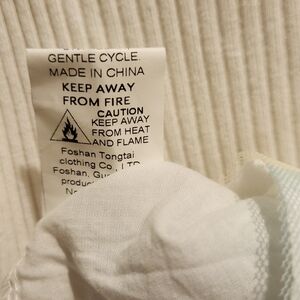 GENTLE CYCLE
MADE IN CHINA
KEEP AWAY
FROM FIRE
CAUTION
KEEP AWAY
FROM HEAT
AND FLAME
Foshan Tongtai
clothing Co., LTD
Foshan,